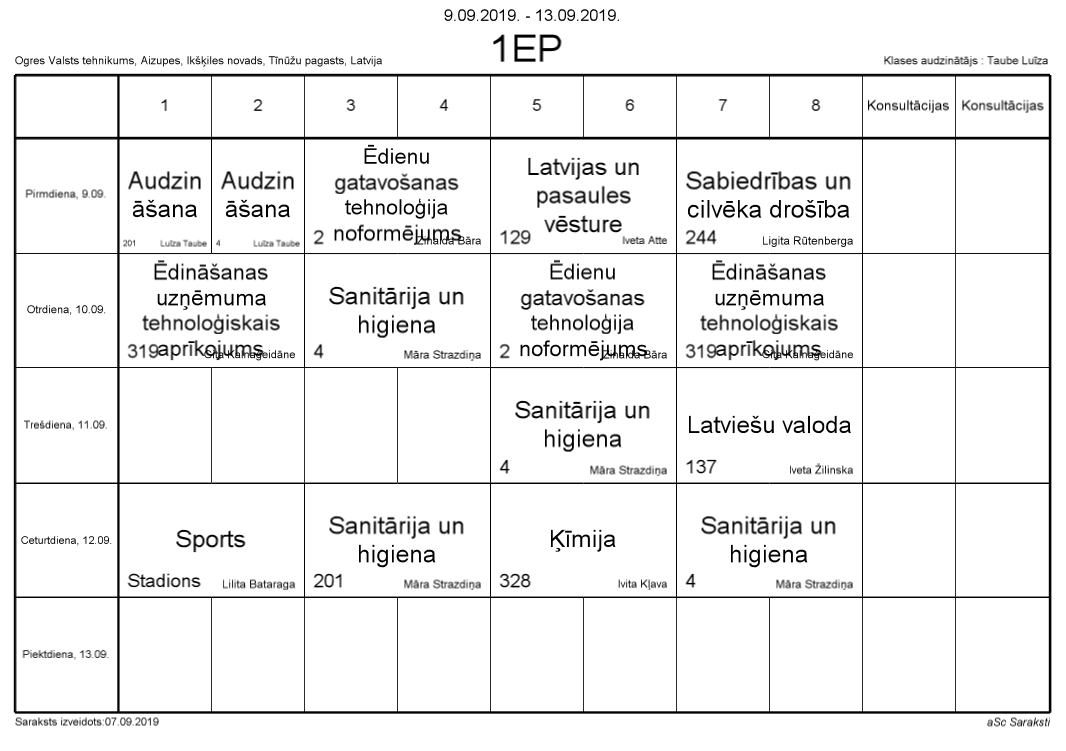 9.09.2019. - 13.09.2019.
1EP
Ogres Valsts tehnikums, Aizupes, Ikšķiles novads, Tīnūžu pagasts, Latvija
Klases audzinātājs : Taube Luīza
1 2 3 4 5 6 7 8 Konsultācijas Konsultācijas
Pirmdiena, 9.09.
Audzin
āšana
201 Luīza Taube
Audzin
āšana
4 Luīza Taube
Ēdienu
gatavošanas
tehnoloģija
noformējums
2 Zinaida Bāra
Latvijas un
pasaules
vēsture
129 Iveta Atte
Sabiedrības un
cilvēka drošība
244 Ligita Rūtenberga
Otrdiena, 10.09.
Ēdināšanas
uzņēmuma
tehnoloģiskais
aprīkojums
319 Gita
Sanitārija un
higiena
4 Māra Strazdiņa
Ēdienu
gatavošanas
tehnoloģija
noformējums
2 Zinaida Bāra
Ēdināšanas
uzņēmuma
tehnoloģiskais
aprīkojums
319 Gita
Trešdiena, 11.09.
Sanitārija un
higiena
4 Māra Strazdiņa
Latviešu valoda
137 Iveta Žilinska
Ceturtdiena, 12.09.
Sports
Stadions Lilita Bataraga
Sanitārija un
higiena
201 Māra Strazdiņa
Ķīmija
328 Ivita Kļava
Sanitārija un
higiena
4 Māra Strazdiņa
Piektdiena, 13.09.
Saraksts izveidots:07.09.2019
aSc Saraksti